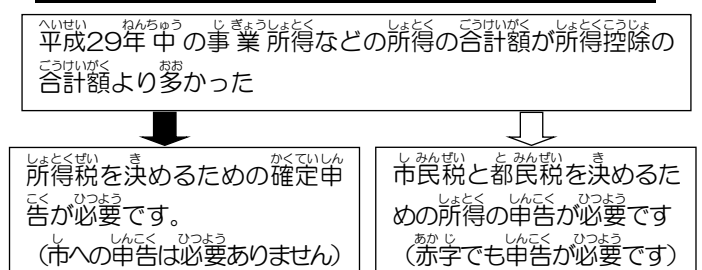 平成29年中の事業所得などの所得の合計額が所得控除の
合計額より多かった
所得税を決めるための確定申
告が必要です。
（市への申告は必要ありません）
市民税と都民税を決めるた
めの所得の申告が必要です
（赤字でも申告が必要です）